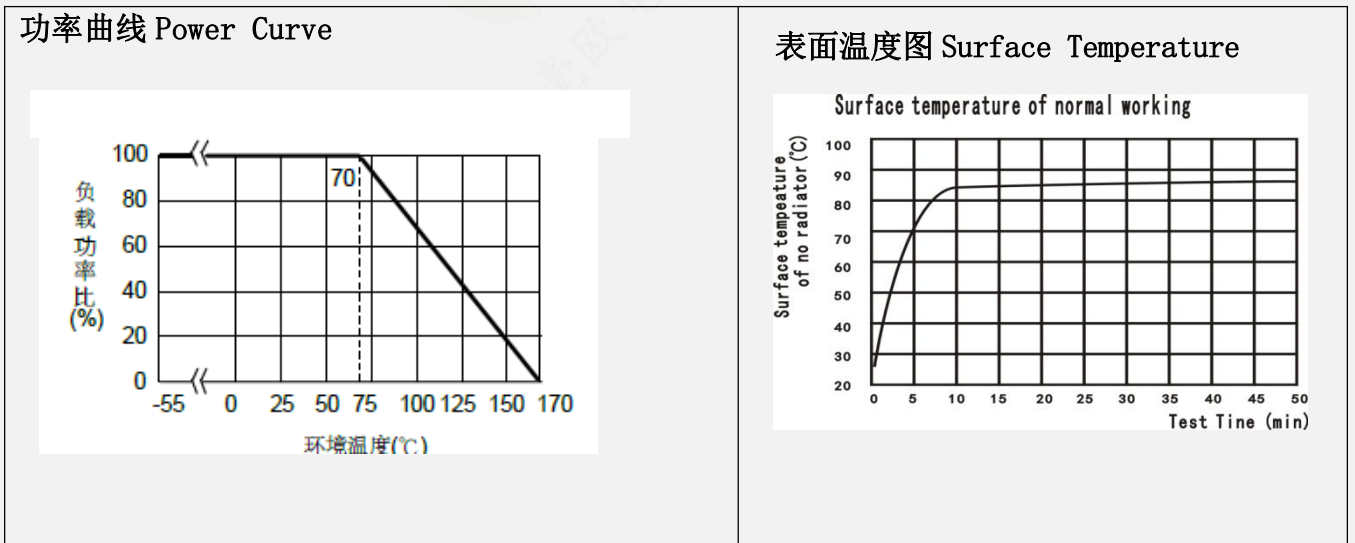 功率曲线 Power Curve
100
80
60
40
20
0
负载功率比(%)
70
-55 0 25 50 75 100 125 150 170
环境温度(℃)
表面温度图 Surface Temperature
Surface temperature of normal working
Surface tempeature
of no radiator(℃)
100
90
80
70
60
50
40
30
20
0 5 10 15 20 25 30 35 40 45 50
Test Tine (min)